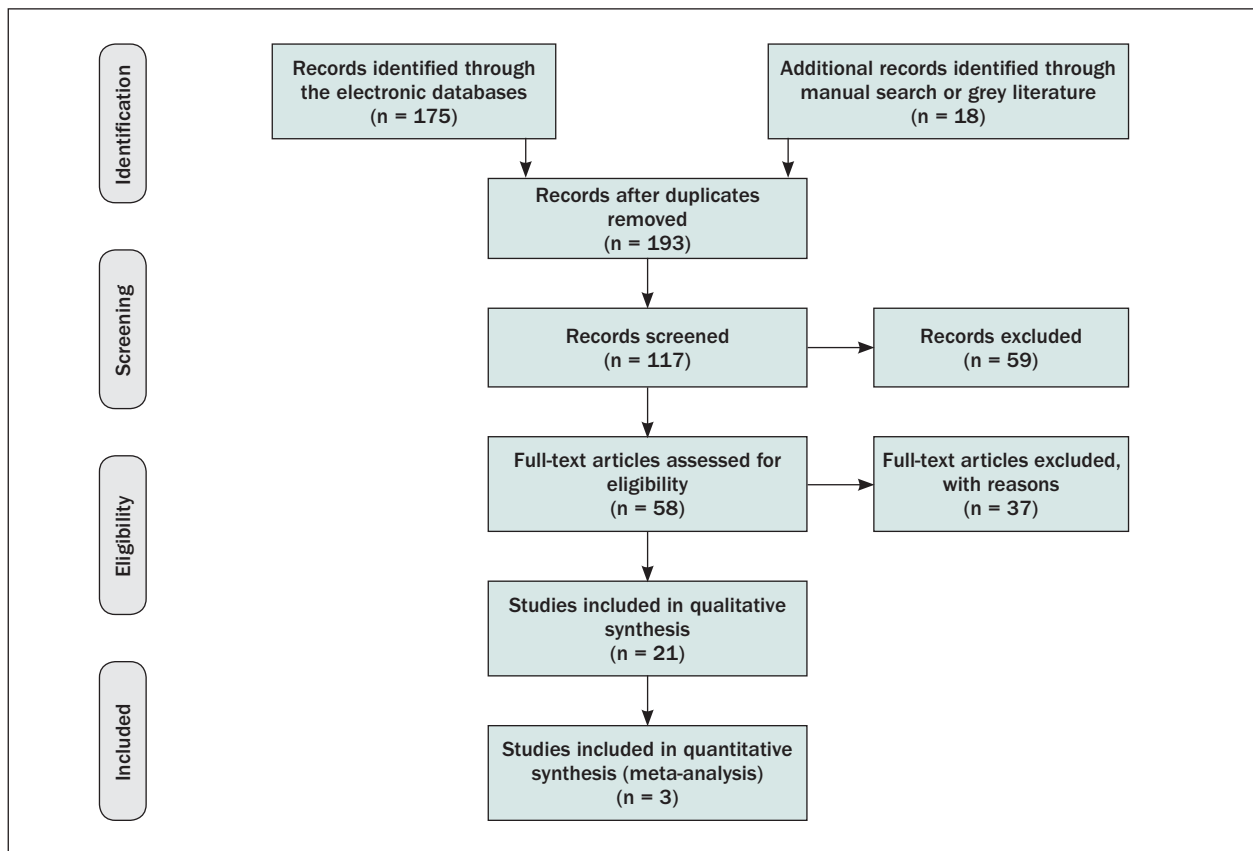 Identification
Records identified through
the electronic databases
(n = 175)
Additional records identified through
manual search or grey literature
(n = 18)
Records after duplicates
removed
(n = 193)
Screening
Records screened
(n = 117)
Records excluded
(n = 59)
Eligibility
Full-text articles assessed for
eligibility
(n = 58)
Full-text articles excluded,
with reasons
(n = 37)
Studies included in qualitative
synthesis
(n = 21)
Included
Studies included in quantitative
synthesis (meta-analysis)
(n = 3)